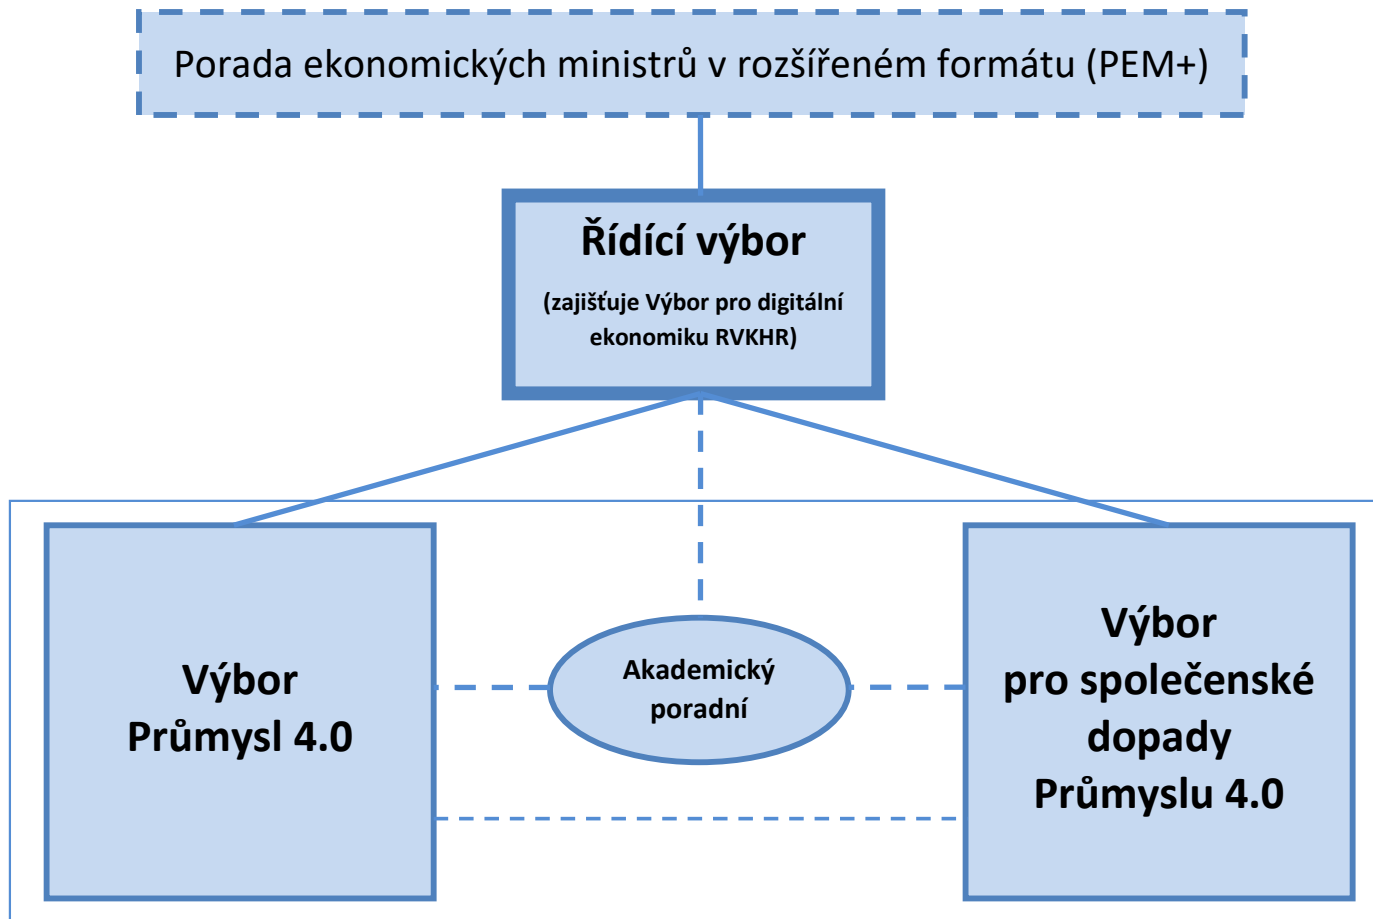 Porada ekonomických ministrů v rozšířeném formátu (PEM+)
Řídící výbor
(zajišťuje Výbor pro digitální
ekonomiku RVKHR)
Výbor
Průmysl 4.0
Akademický
poradní
Výbor
pro společenské
dopady
Průmyslu 4.0